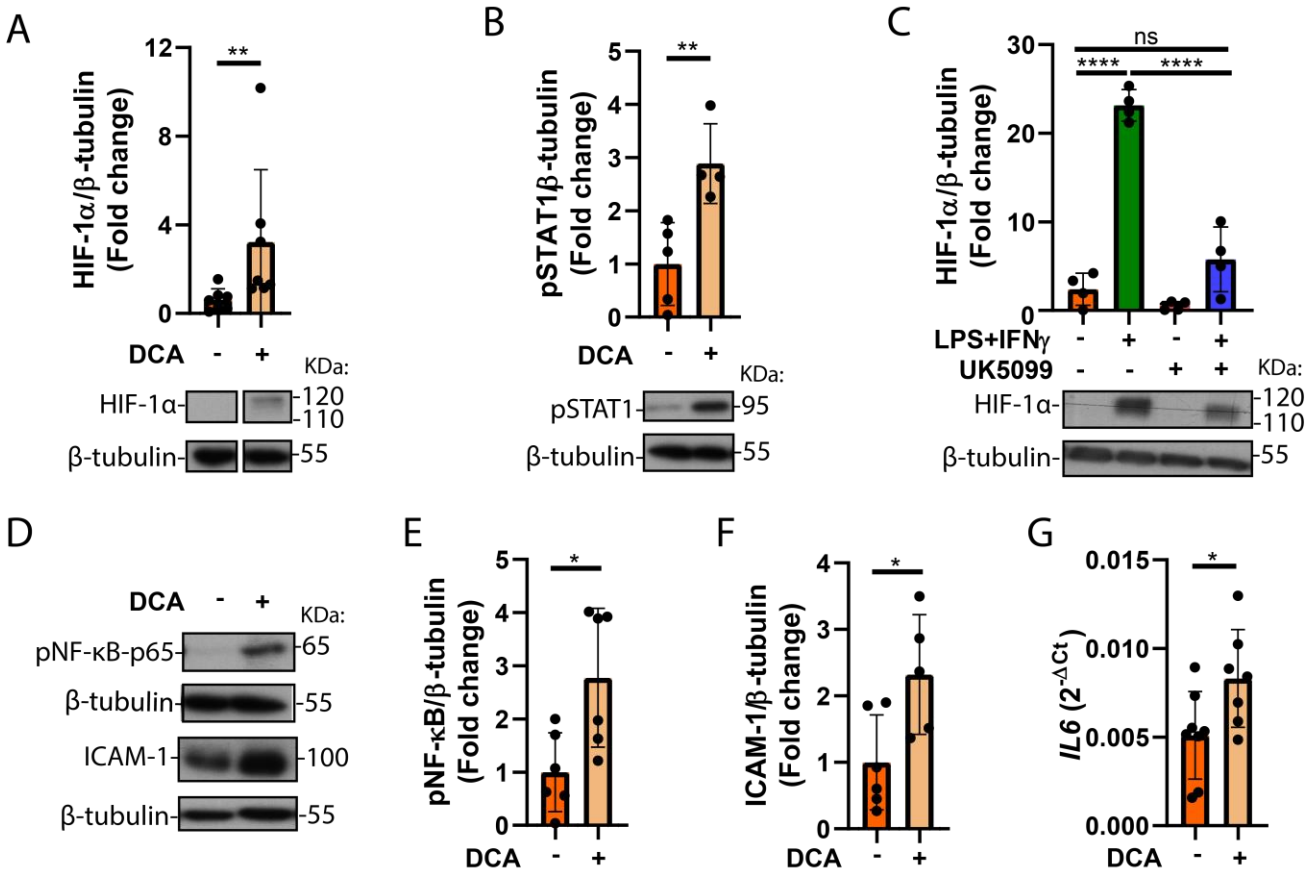 A
HIF-1α/β-tubulin
(Fold change)
12
8
4
0
**
DCA - +
KDa:
HIF-1α-
-120
-110
β-tubulin-
-55
B
pSTAT1/β-tubulin
(Fold change)
5
4
3
2
1
0
**
DCA - +
KDa:
pSTAT1-
-95
β-tubulin-
-55
C
HIF-1α/β-tubulin
(Fold change)
30
20
10
0
ns
**** ****
LPS+IFNγ - + - +
UK5099 - - + +
KDa:
HIF-1α-
-120
-110
β-tubulin-
-55
D
DCA - +
KDa:
pNF-κB-p65-
-65
β-tubulin-
-55
ICAM-1-
-100
β-tubulin-
-55
E
pNF-κB/β-tubulin
(Fold change)
5
4
3
2
1
0
*
DCA - +
F
ICAM-1/β-tubulin
(Fold change)
4
3
2
1
0
*
DCA - +
G
IL6 (2^-ΔCt)
0.015
0.010
0.005
0.000
*
DCA - +